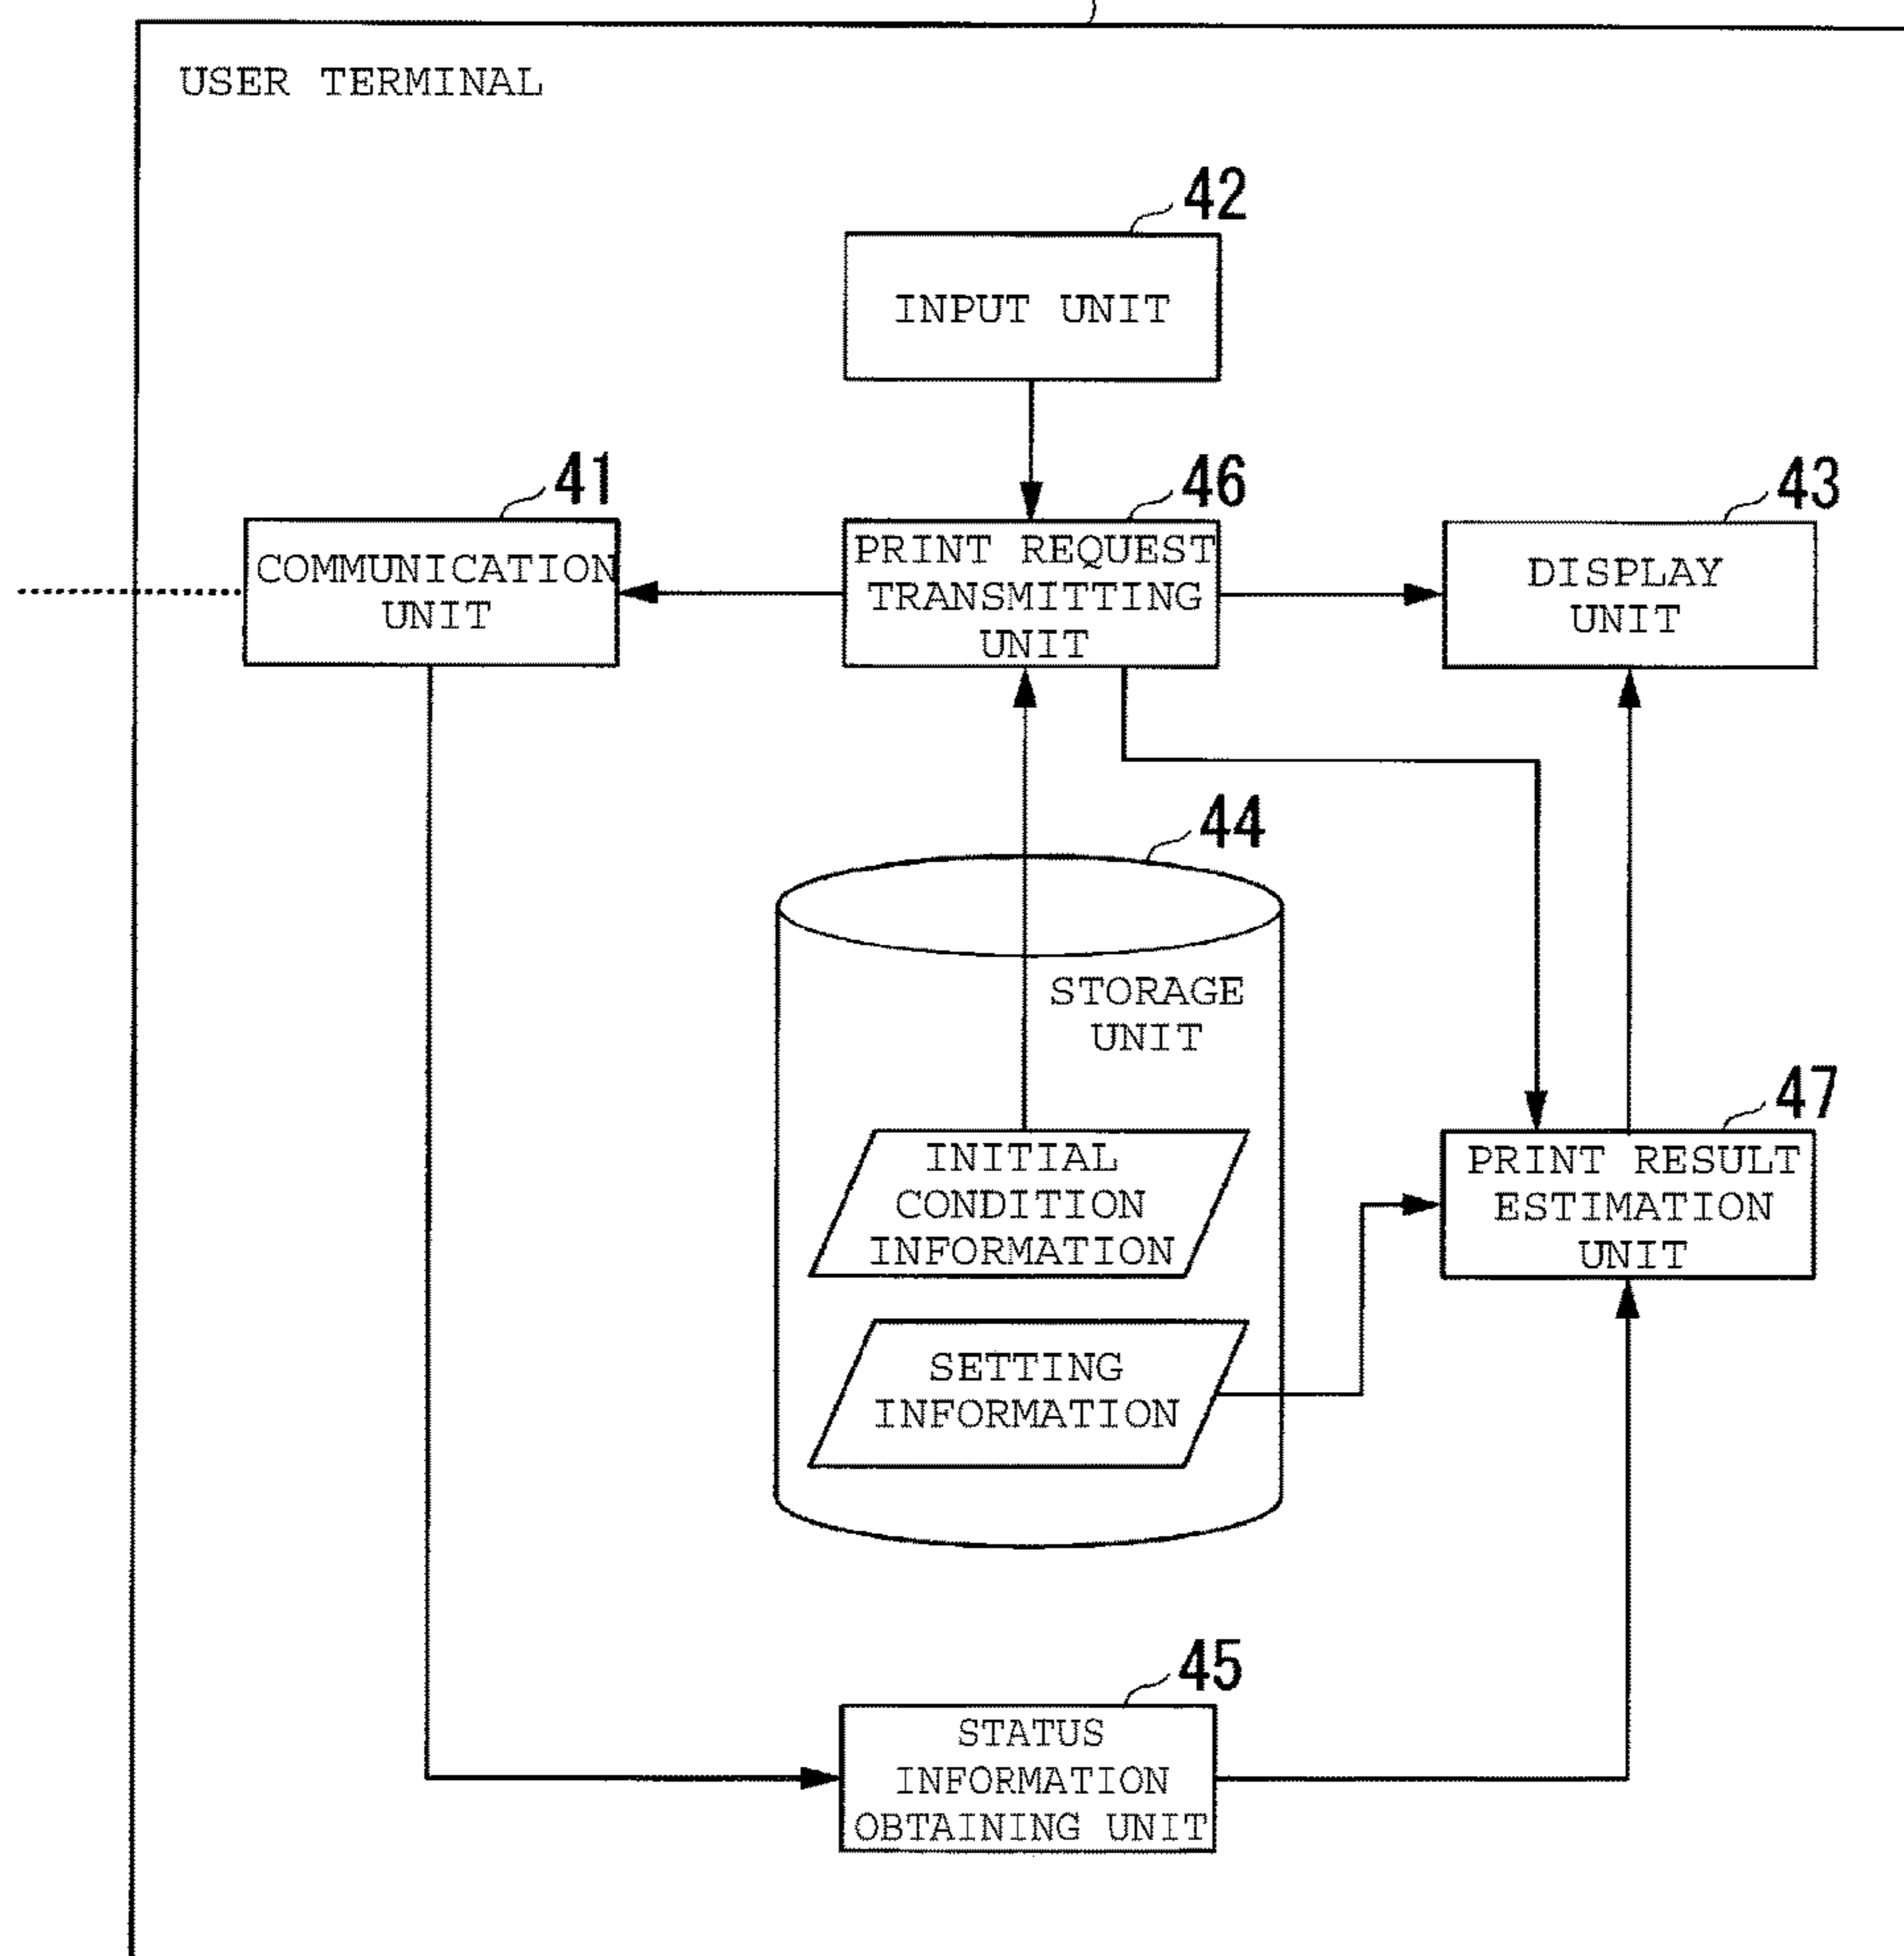 USER TERMINAL
42
INPUT UNIT
41
46
43
COMMUNICATION
UNIT
PRINT REQUEST
TRANSMITTING
UNIT
DISPLAY
UNIT
44
STORAGE
UNIT
47
INITIAL
CONDITION
INFORMATION
PRINT RESULT
ESTIMATION
UNIT
SETTING
INFORMATION
45
STATUS
INFORMATION
OBTAINING UNIT